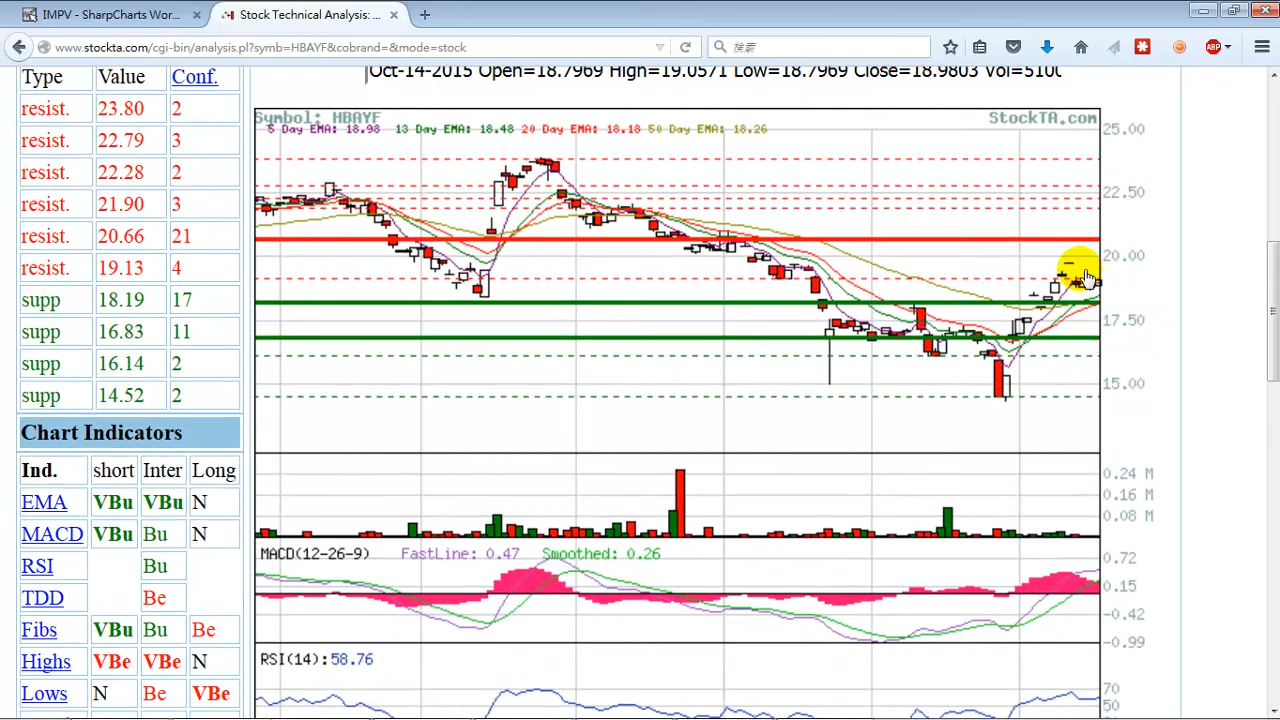 IMPV - SharpCharts Wor...
Stock Technical Analysis: ...
www.stockta.com/cgi-bin/analysis.pl?symb=HBAYF&cobrand=&mode=stock
搜尋
ABP
Oct-14-2015 Open=18.7969 High=19.0571 Low=18.7969 Close=18.9803 Vol=5100
Type Value Conf.
resist. 23.80 2
resist. 22.79 3
resist. 22.28 2
resist. 21.90 3
resist. 20.66 21
resist. 19.13 4
supp 18.19 17
supp 16.83 11
supp 16.14 2
supp 14.52 2
Chart Indicators
Ind. short Inter Long
EMA VBu VBu N
MACD VBu Bu N
RSI Bu
TDD Be
Fibs VBu Bu Be
Highs VBe VBe N
Lows N Be VBe
Symbol: HBAYF
StockTA.com
5 Day EMA: 18.98 13 Day EMA: 18.48 20 Day EMA: 18.18 50 Day EMA: 18.26
25.00
22.50
20.00
17.50
15.00
0.24 M
0.16 M
0.08 M
MACD(12-26-9) FastLine: 0.47 Smoothed: 0.26
0.72
0.15
-0.42
-0.99
RSI(14):58.76
70
50